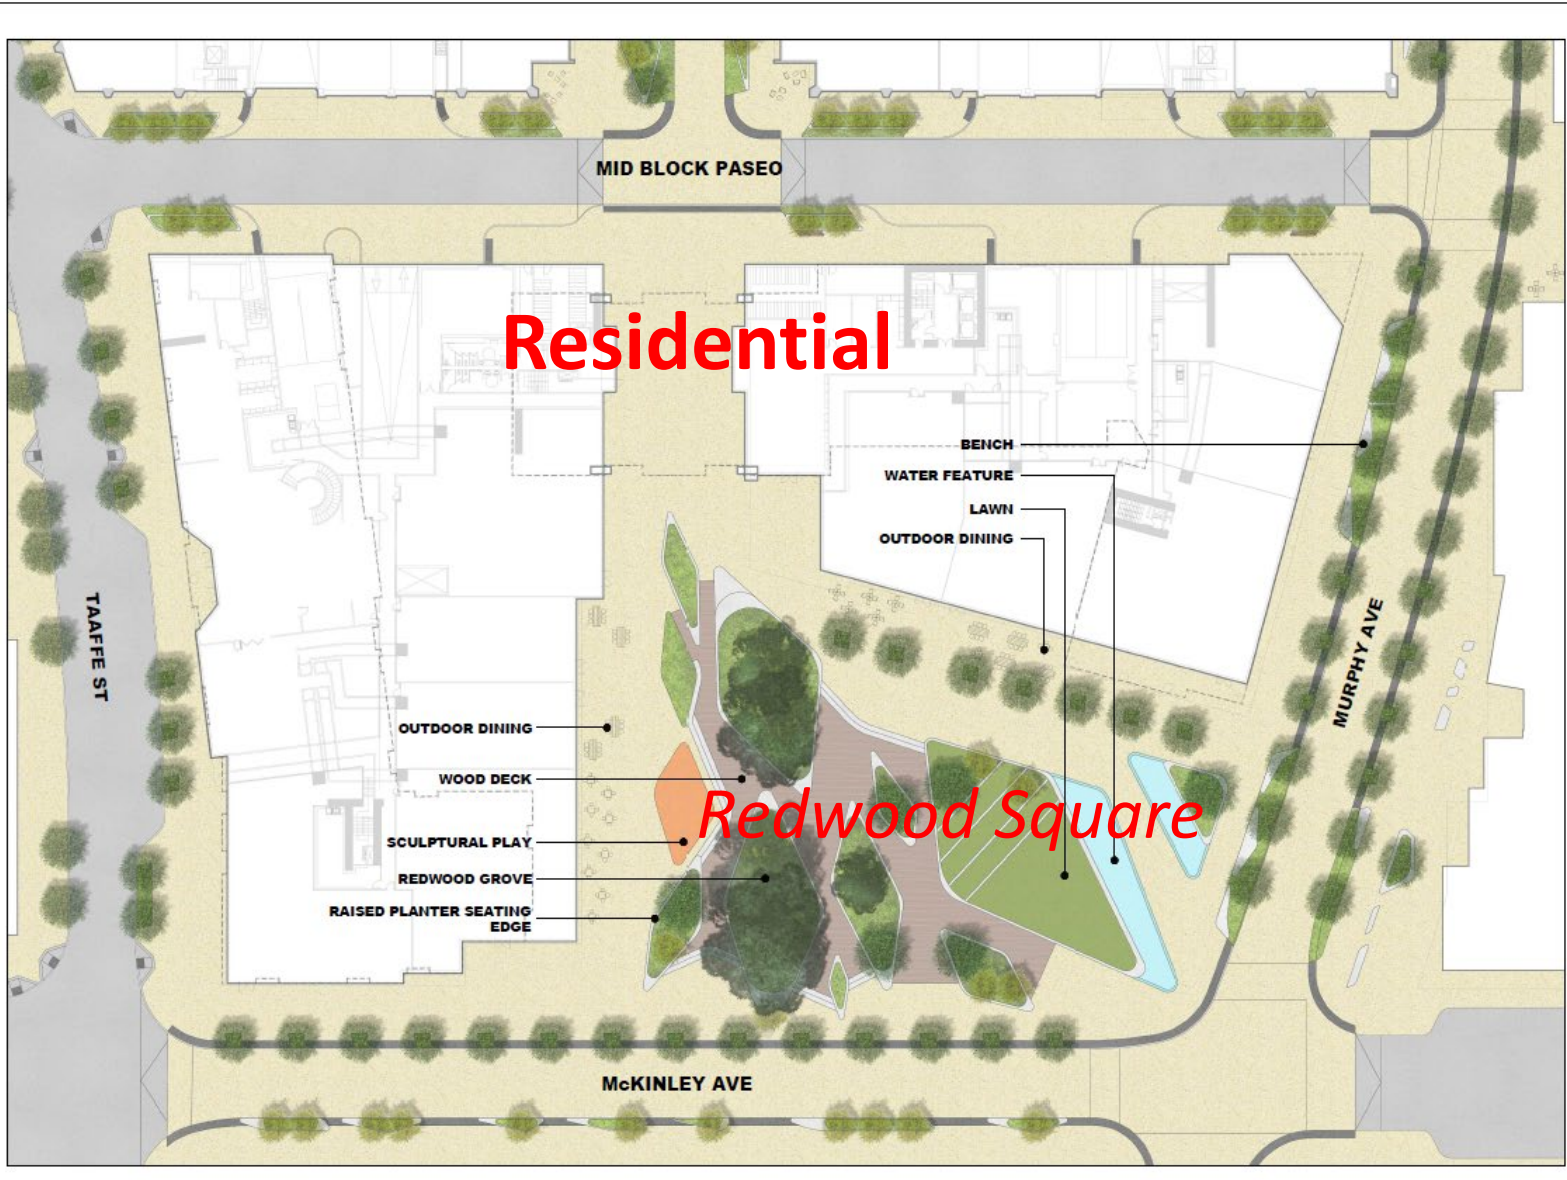 MID BLOCK PASEO
Residential
BENCH
WATER FEATURE
LAWN
OUTDOOR DINING
TAAFFE ST
MURPHY AVE
OUTDOOR DINING
WOOD DECK
Redwood Square
SCULPTURAL PLAY
REDWOOD GROVE
RAISED PLANTER SEATING
EDGE
McKINLEY AVE